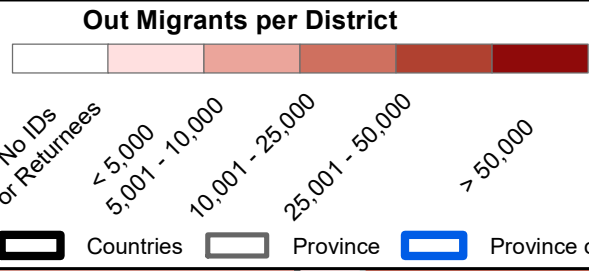 Out Migrants per District
No IDs
or Returnees
< 5,000
5,001 - 10,000
10,001 - 25,000
25,001 - 50,000
> 50,000
Countries
Province
Province